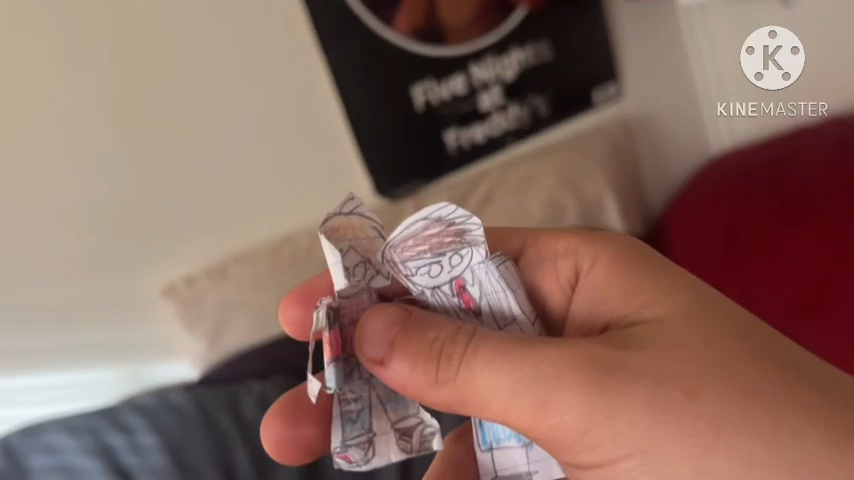 K
KINEMASTER
Five Nights
at
Freddy's